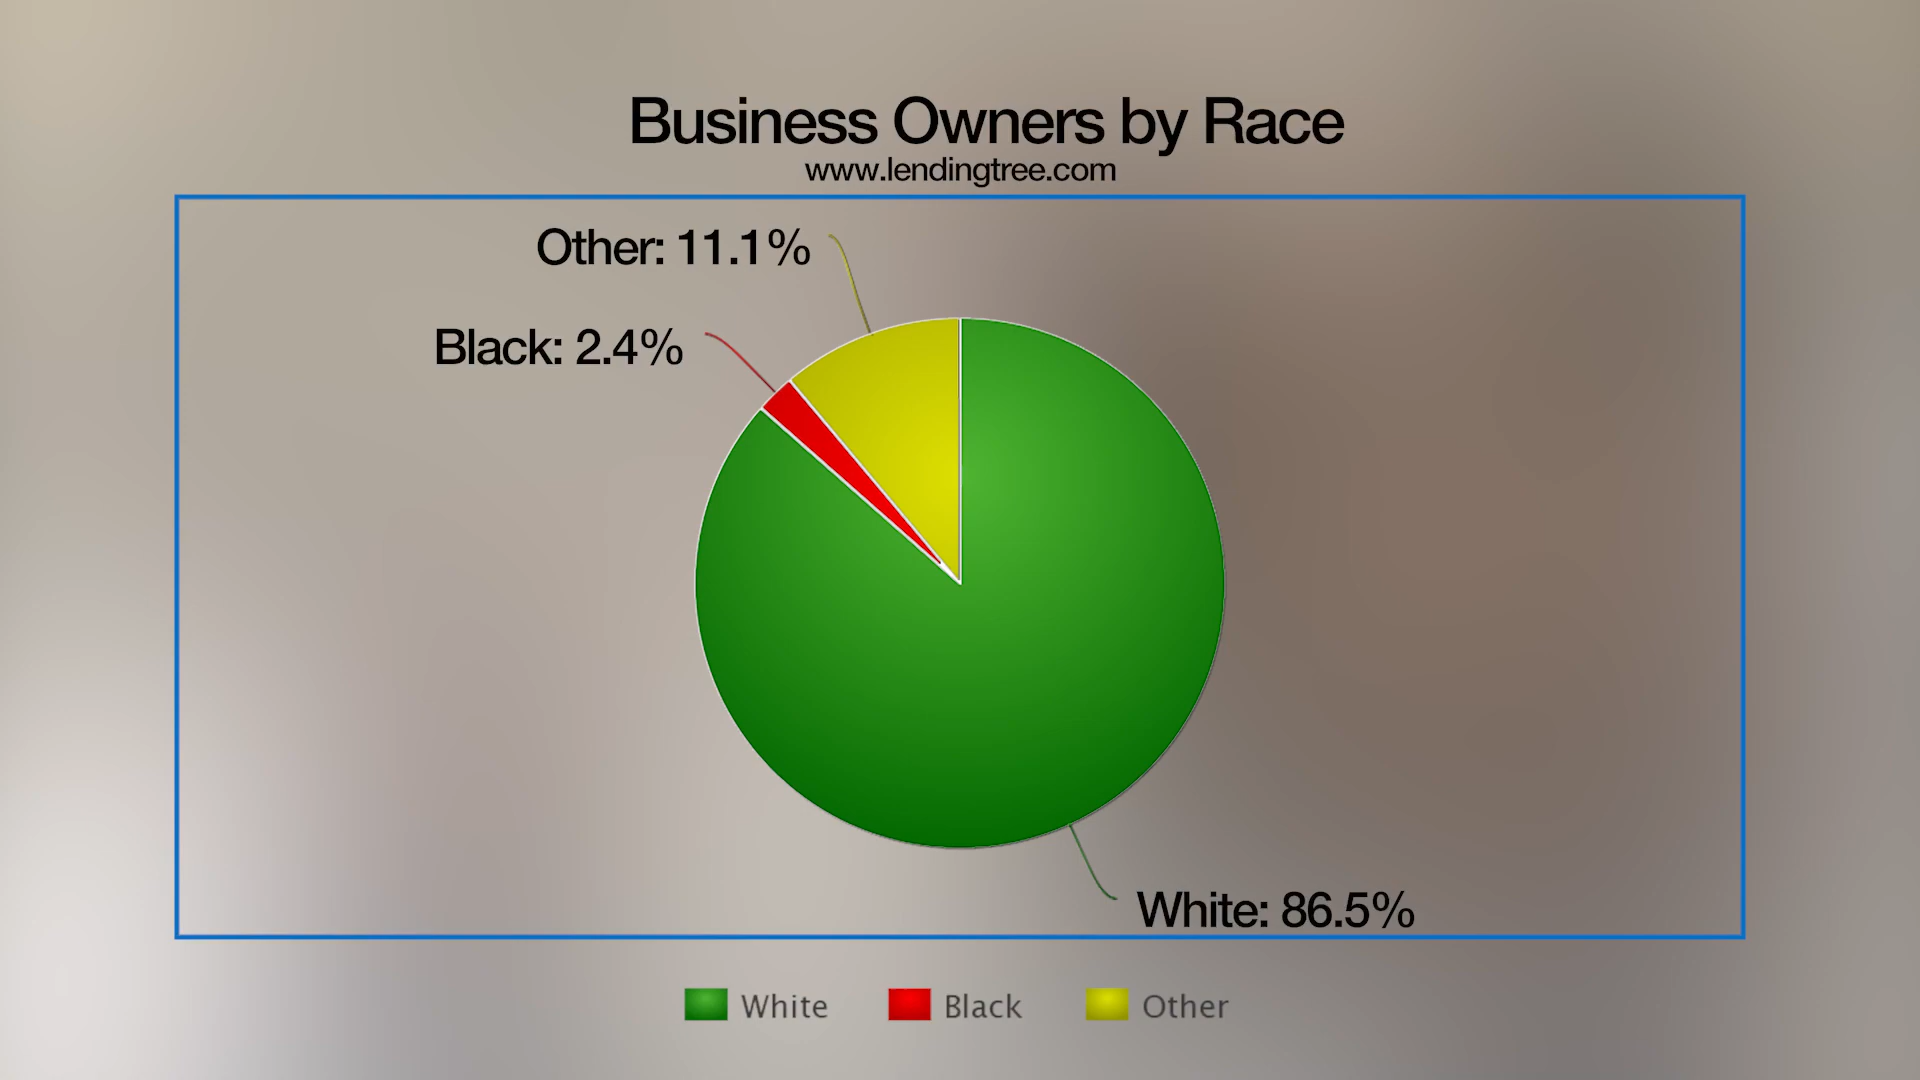 Business Owners by Race
www.lendingtree.com
Other: 11.1%
Black: 2.4%
White: 86.5%
White
Black
Other